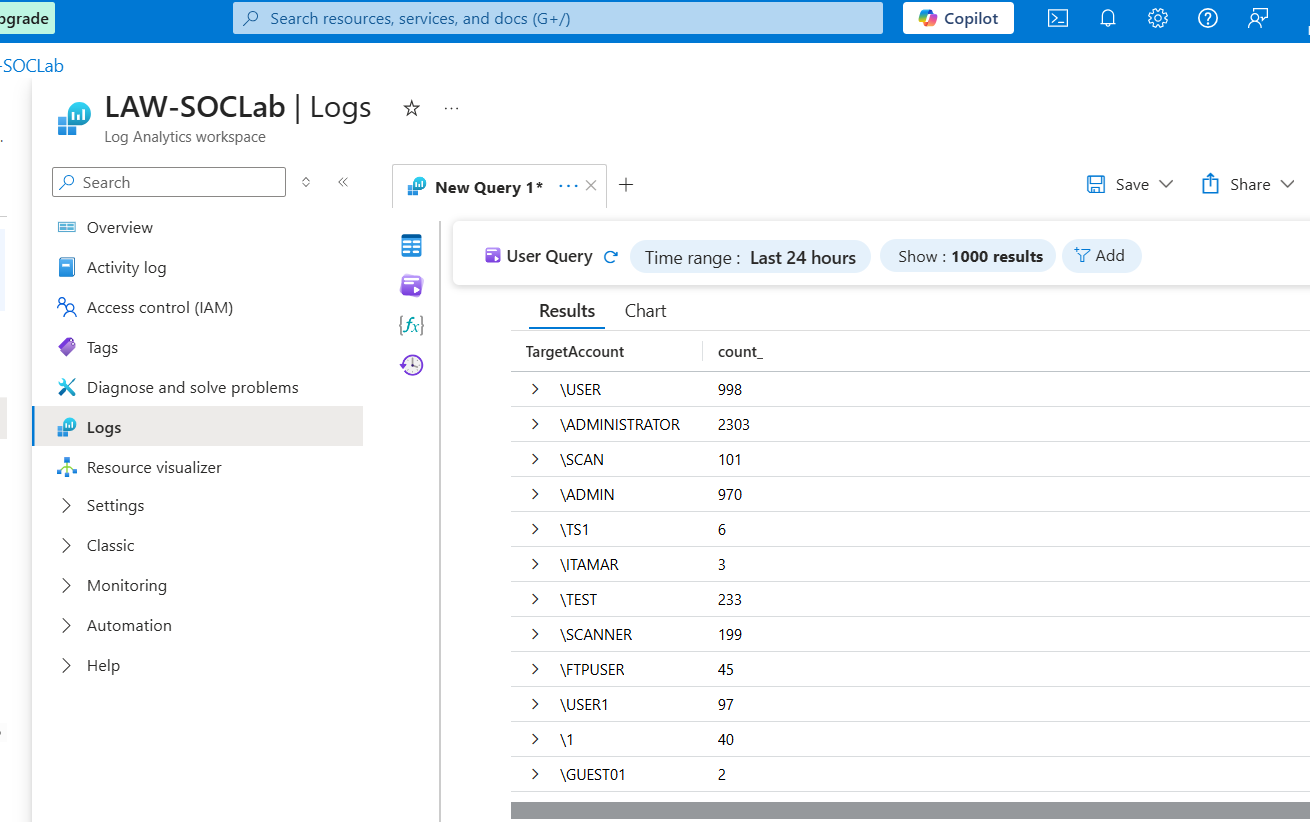 pgrade
Search resources, services, and docs (G+/)
Copilot
-SOCLab
LAW-SOCLab | Logs
Log Analytics workspace
Search
New Query 1*
Save
Share
Overview
Activity log
Access control (IAM)
Tags
Diagnose and solve problems
Logs
Resource visualizer
Settings
Classic
Monitoring
Automation
Help
{fx}
User Query
Time range : Last 24 hours
Show : 1000 results
Add
Results Chart
TargetAccount count_
\USER 998
\ADMINISTRATOR 2303
\SCAN 101
\ADMIN 970
\TS1 6
\ITAMAR 3
\TEST 233
\SCANNER 199
\FTPUSER 45
\USER1 97
\1 40
\GUEST01 2